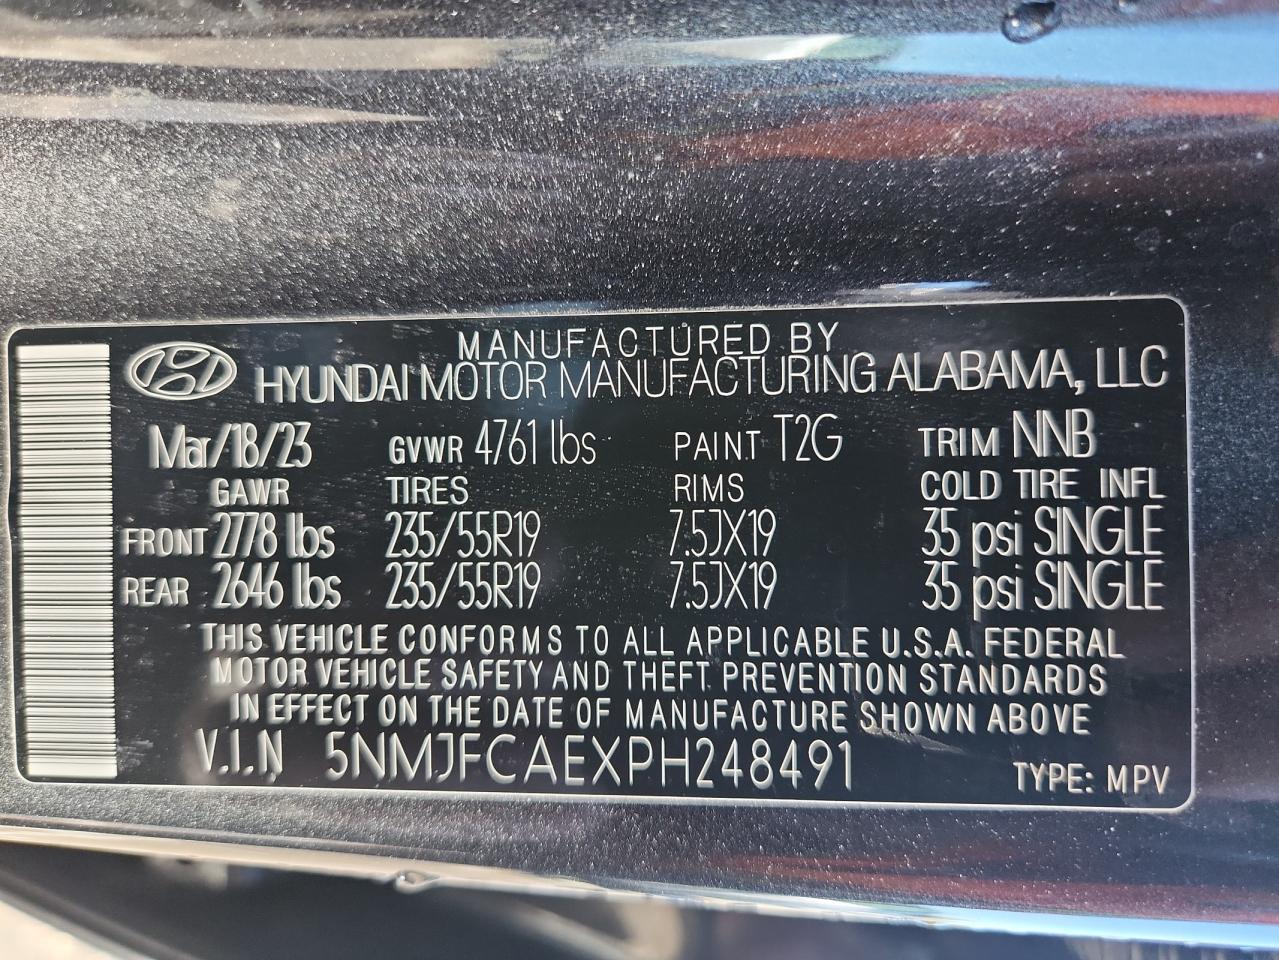 MANUFACTURED BY
HYUNDAI MOTOR MANUFACTURING ALABAMA, LLC
Mar/18/23 GVWR 4761 lbs PAINT T2G TRIM NNB
GAWR TIRES RIMS COLD TIRE INFL
FRONT 2778 lbs 235/55R19 7.5JX19 35 psi SINGLE
REAR 2646 lbs 235/55R19 7.5JX19 35 psi SINGLE
THIS VEHICLE CONFORMS TO ALL APPLICABLE U.S.A. FEDERAL
MOTOR VEHICLE SAFETY AND THEFT PREVENTION STANDARDS
IN EFFECT ON THE DATE OF MANUFACTURE SHOWN ABOVE
V.I.N 5NMJFCAEXPH248491 TYPE: MPV